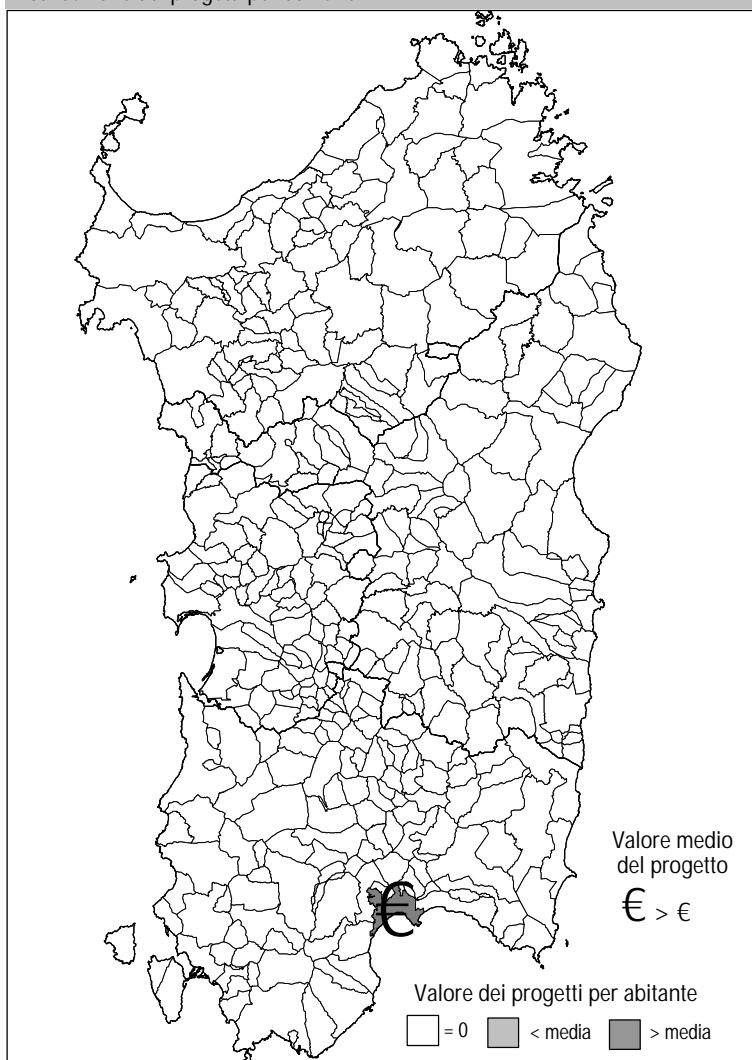 €
Valore medio
del progetto
€ > €
Valore dei progetti per abitante
= 0 < media > media